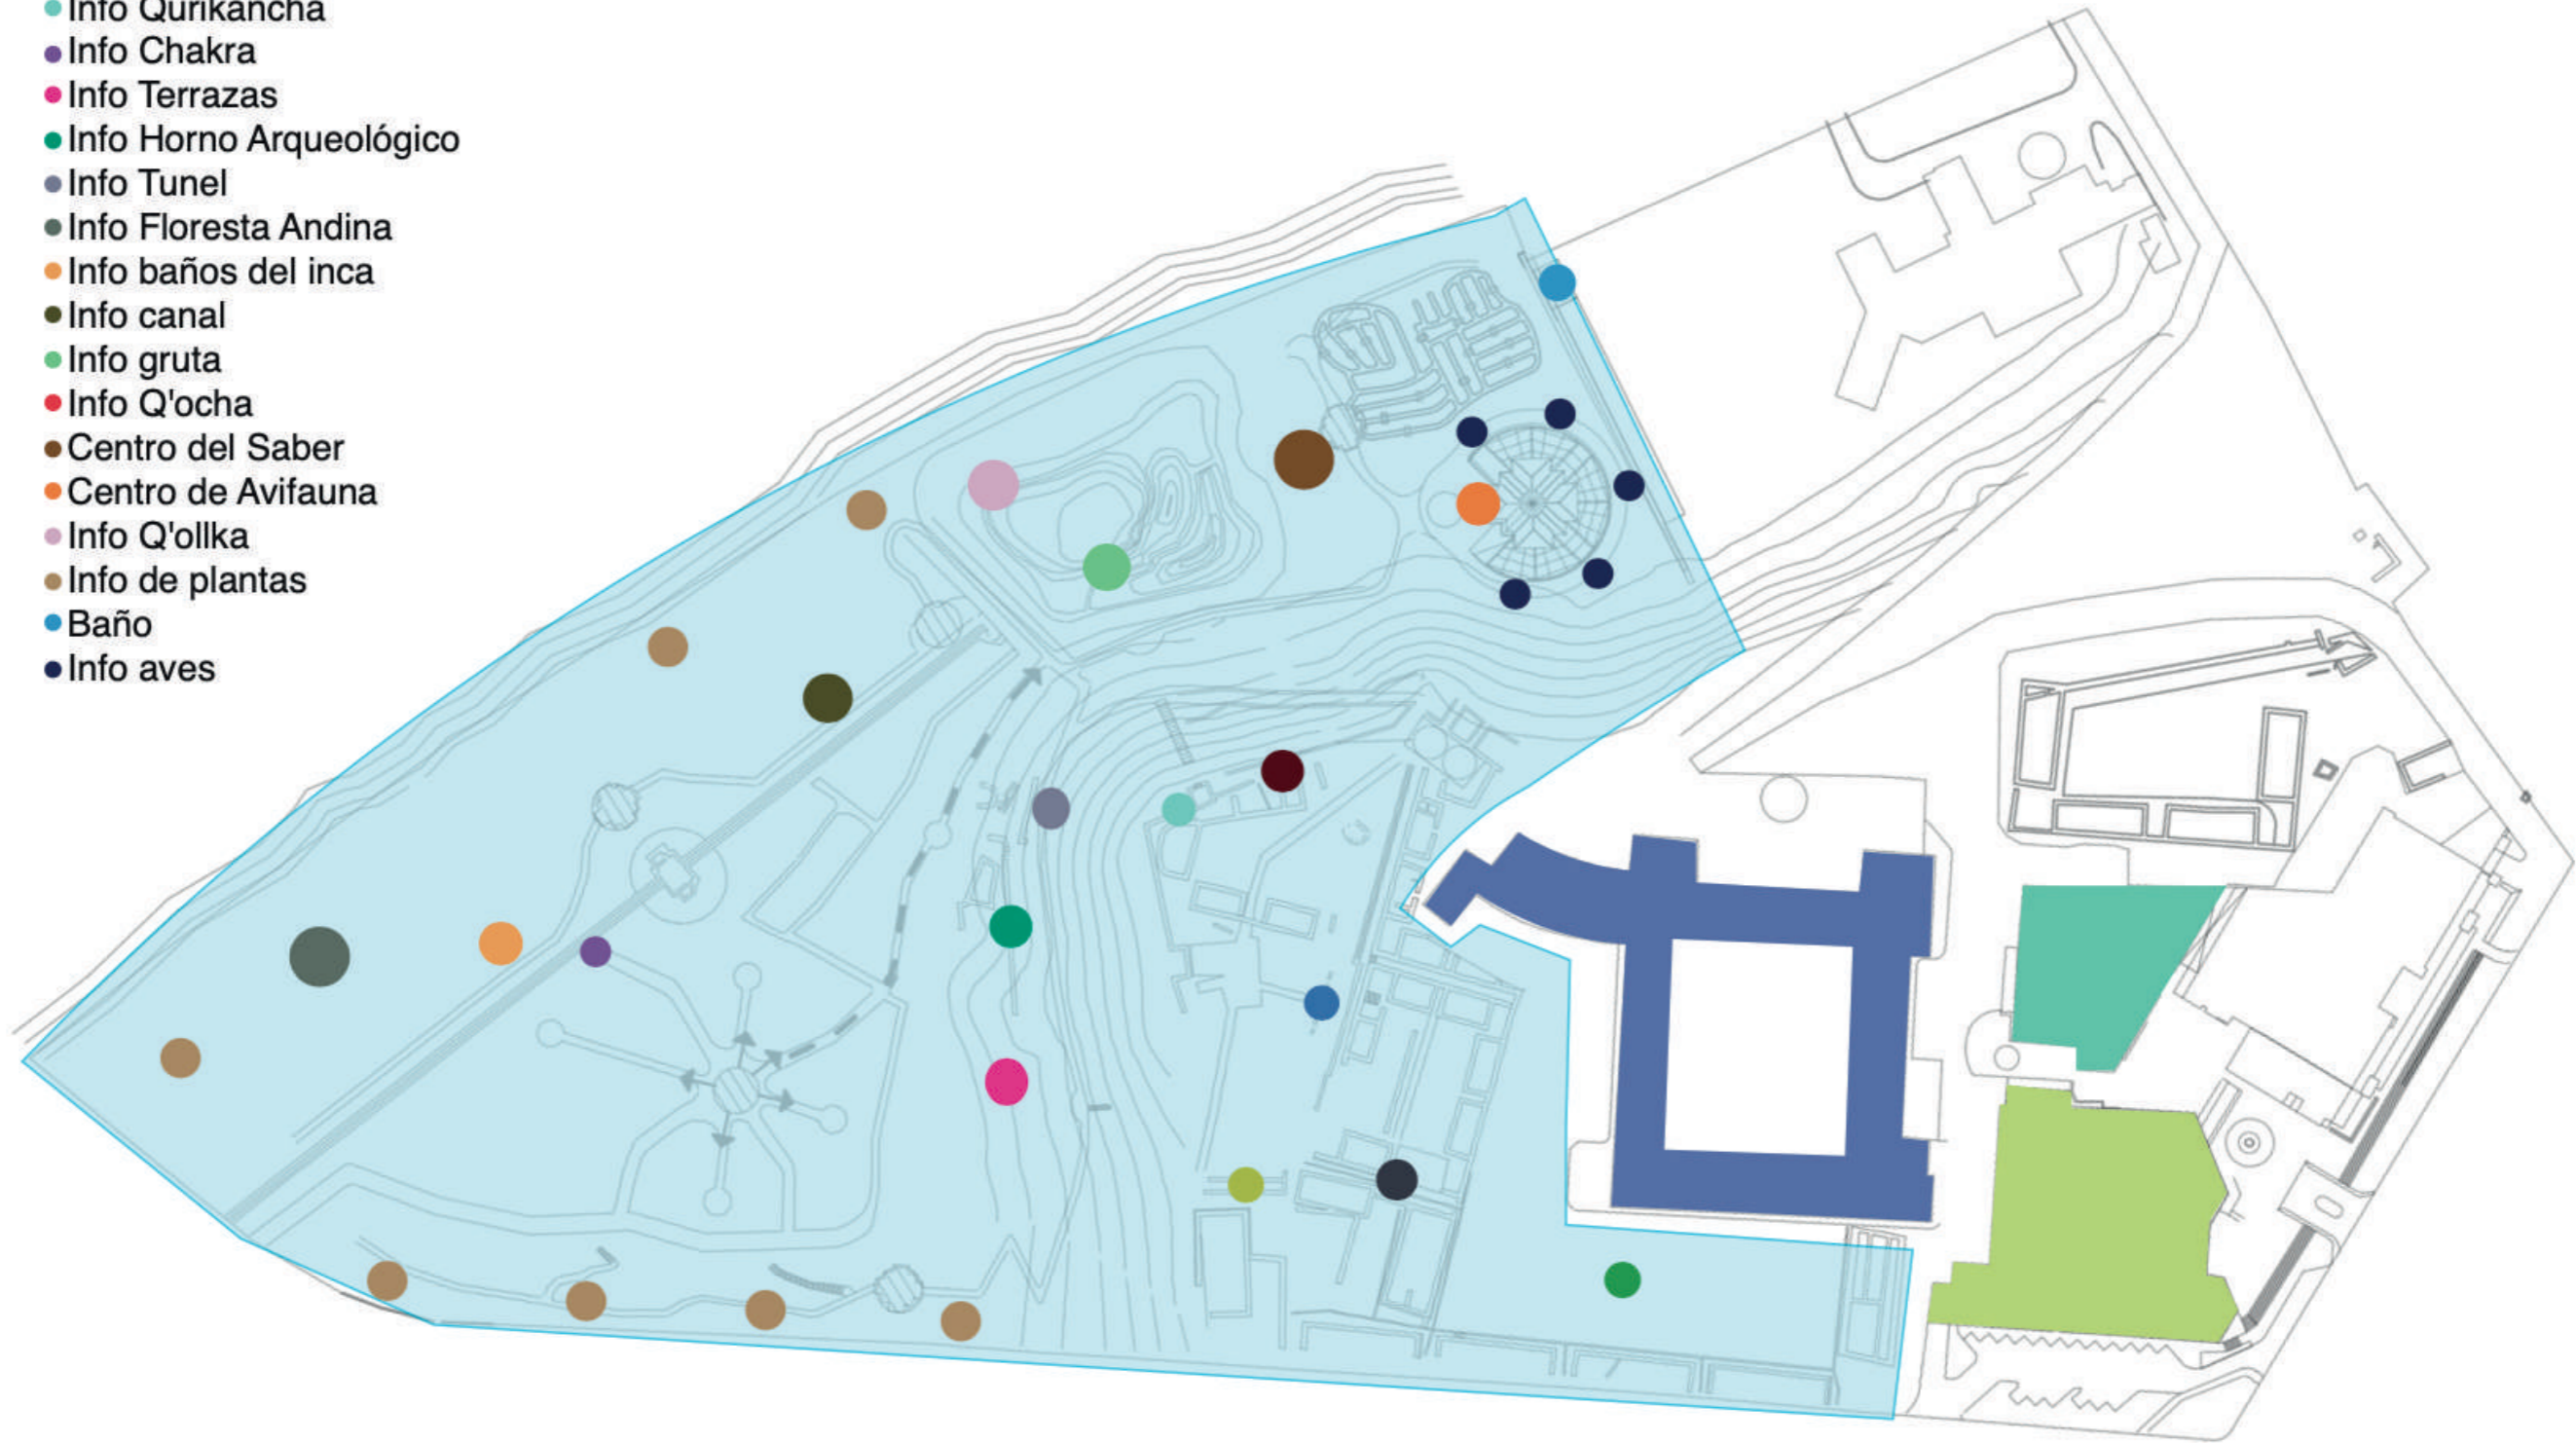 Info Qurikancha
Info Chakra
Info Terrazas
Info Horno Arqueológico
Info Tunel
Info Floresta Andina
Info baños del inca
Info canal
Info gruta
Info Q'ocha
Centro del Saber
Centro de Avifauna
Info Q'ollka
Info de plantas
Baño
Info aves